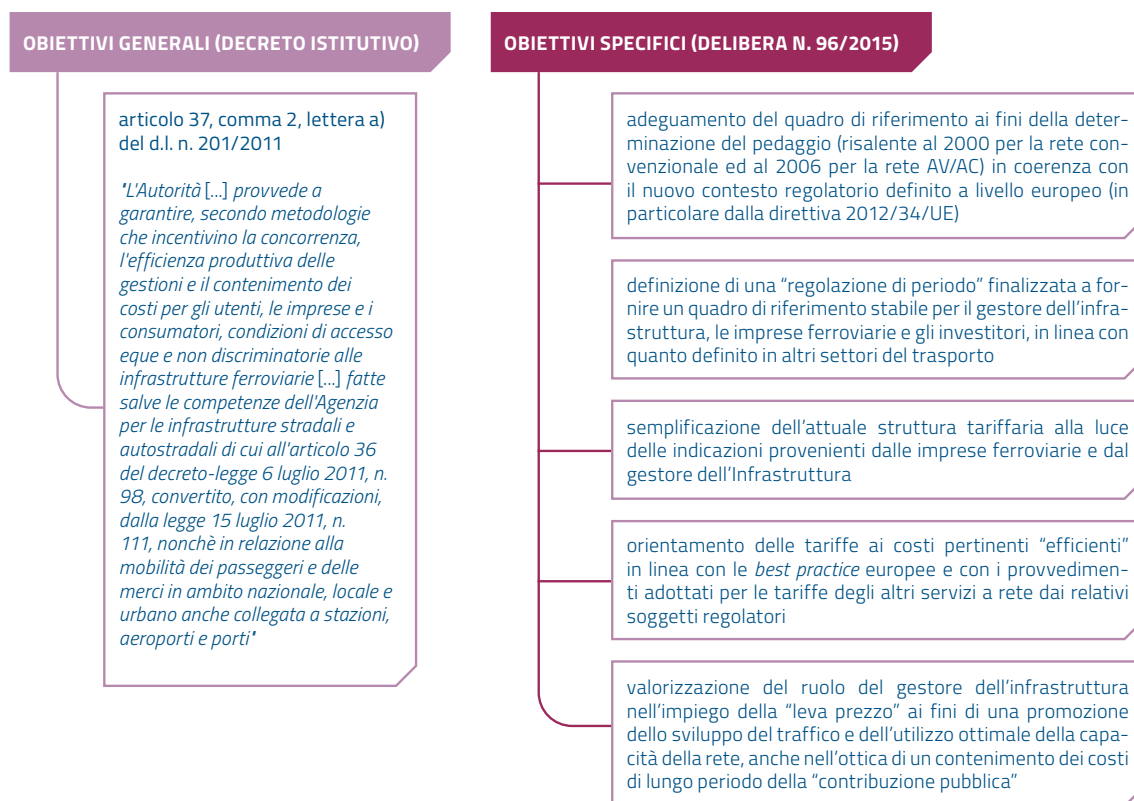 OBIETTIVI GENERALI (DECRETO ISTITUTIVO)
articolo 37, comma 2, lettera a)
del d.l. n. 201/2011
"L'Autorità [...] provvede a
garantire, secondo metodologie
che incentivino la concorrenza,
l'efficienza produttiva delle
gestioni e il contenimento dei
costi per gli utenti, le imprese e i
consumatori, condizioni di accesso
eque e non discriminatorie alle
infrastrutture ferroviarie [...] fatte
salve le competenze dell'Agenzia
per le infrastrutture stradali e
autostradali di cui all'articolo 36
del decreto-legge 6 luglio 2011, n.
98, convertito, con modificazioni,
dalla legge 15 luglio 2011, n.
111, nonchè in relazione alla
mobilità dei passeggeri e delle
merci in ambito nazionale, locale e
urbano anche collegata a stazioni,
aeroporti e porti"
OBIETTIVI SPECIFICI (DELIBERA N. 96/2015)
adeguamento del quadro di riferimento ai fini della deter-
minazione del pedaggio (risalente al 2000 per la rete con-
venzionale ed al 2006 per la rete AV/AC) in coerenza con
il nuovo contesto regolatorio definito a livello europeo (in
particolare dalla direttiva 2012/34/UE)
definizione di una “regolazione di periodo” finalizzata a for-
nire un quadro di riferimento stabile per il gestore dell’infra-
struttura, le imprese ferroviarie e gli investitori, in linea con
quanto definito in altri settori del trasporto
semplificazione dell’attuale struttura tariffaria alla luce
delle indicazioni provenienti dalle imprese ferroviarie e dal
gestore dell’Infrastruttura
orientamento delle tariffe ai costi pertinenti “efficienti”
in linea con le best practice europee e con i provvedimen-
ti adottati per le tariffe degli altri servizi a rete dai relativi
soggetti regolatori
valorizzazione del ruolo del gestore dell’infrastruttura
nell’impiego della “leva prezzo” ai fini di una promozione
dello sviluppo del traffico e dell’utilizzo ottimale della capa-
cità della rete, anche nell’ottica di un contenimento dei costi
di lungo periodo della “contribuzione pubblica”